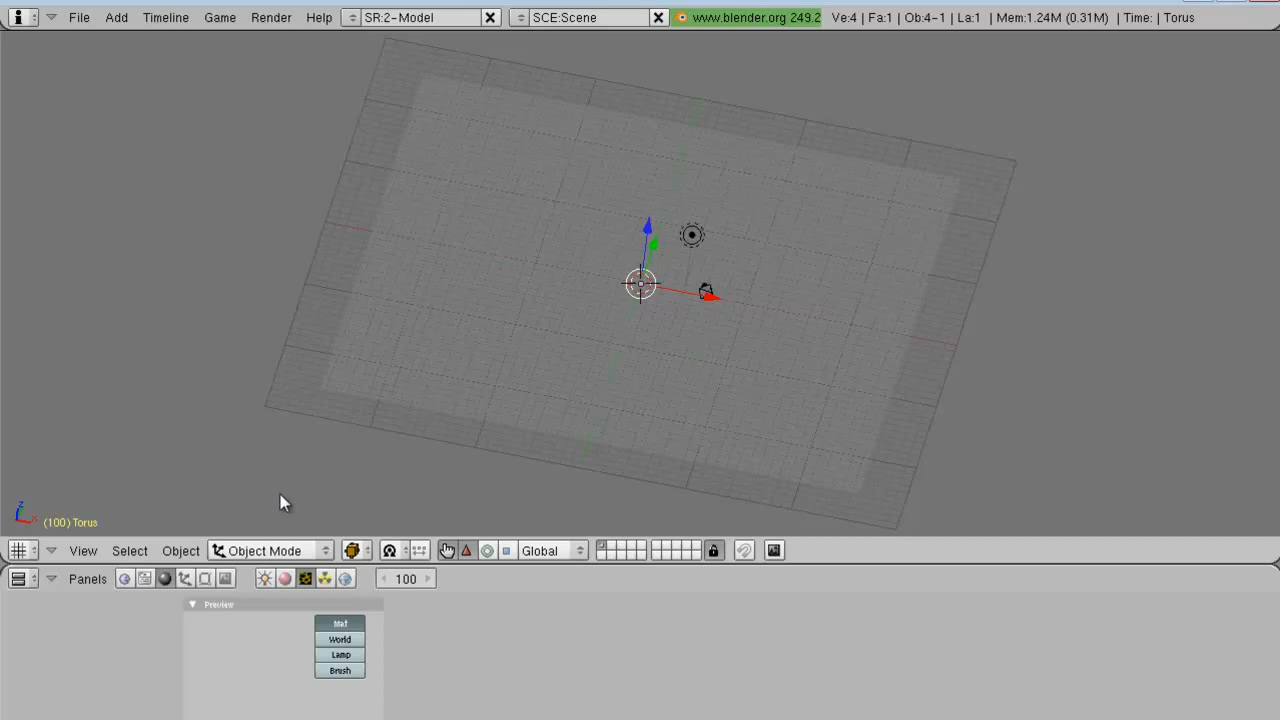 File Add Timeline Game Render Help SR:2-Model SCE:Scene www.blender.org 249.2 Ve:4 | Fa:1 | Ob:4-1 | La:1 | Mem:1.24M (0.31M) | Time: | Torus
z
x
(100) Torus
View Select Object Object Mode Global
Panels 100
Preview
Mat
World
Lamp
Brush